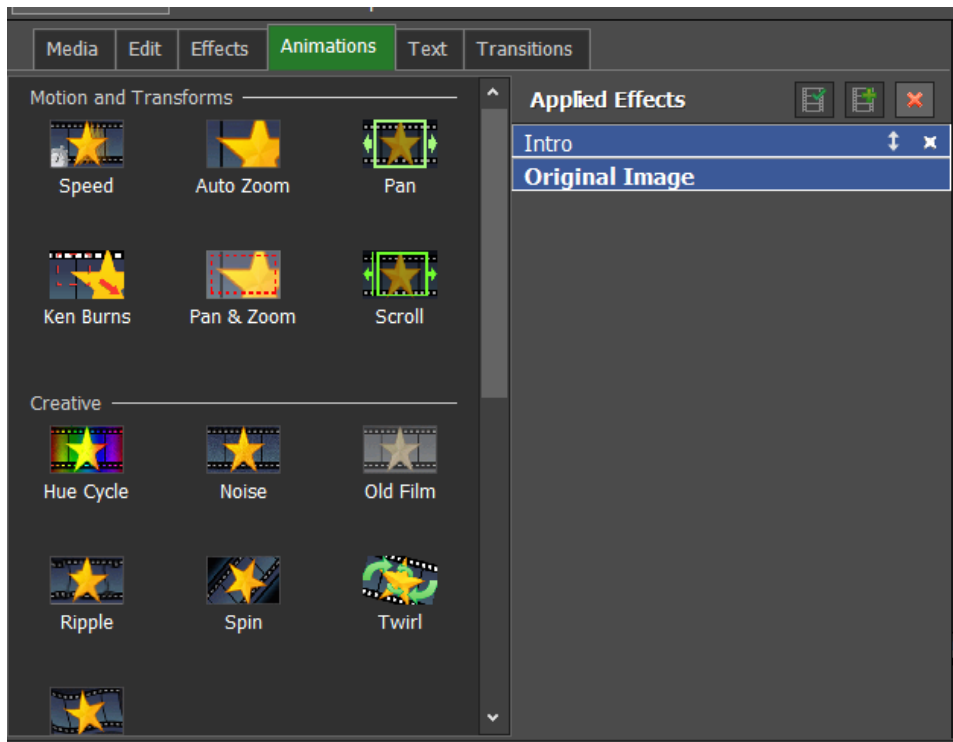 Media Edit Effects Animations Text Transitions
Motion and Transforms
Speed Auto Zoom Pan
Ken Burns Pan & Zoom Scroll
Creative
Hue Cycle Noise Old Film
Ripple Spin Twirl
Applied Effects
Intro
Original Image